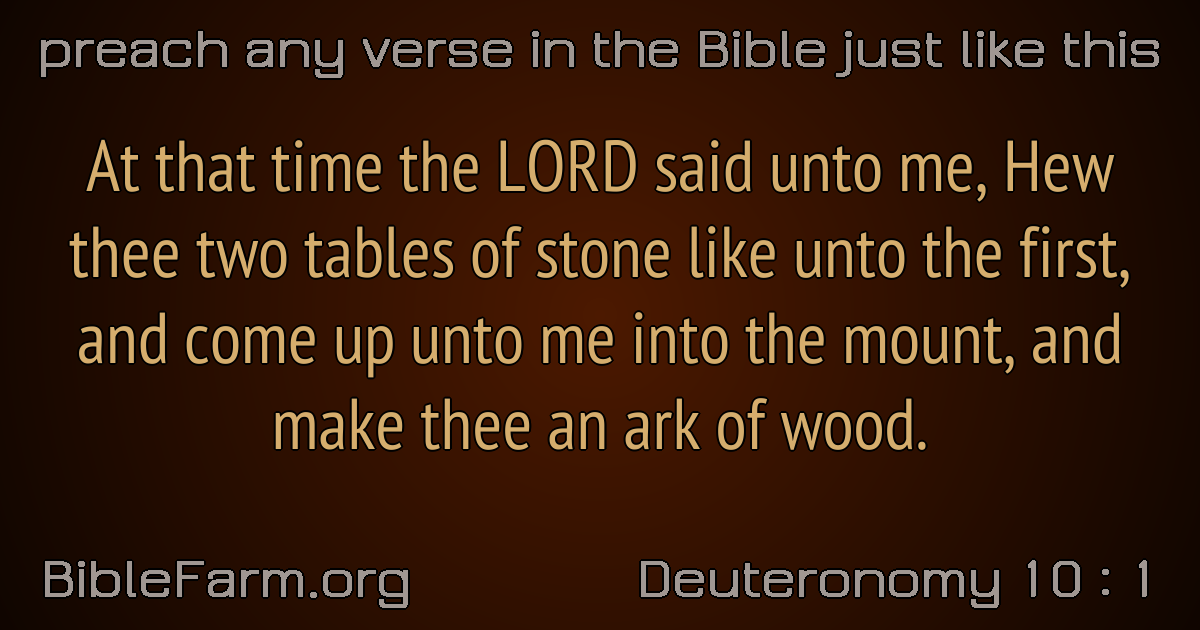 preach any verse in the Bible just like this
At that time the LORD said unto me, Hew
thee two tables of stone like unto the first,
and come up unto me into the mount, and
make thee an ark of wood.
BibleFarm.org
Deuteronomy 10 : 1